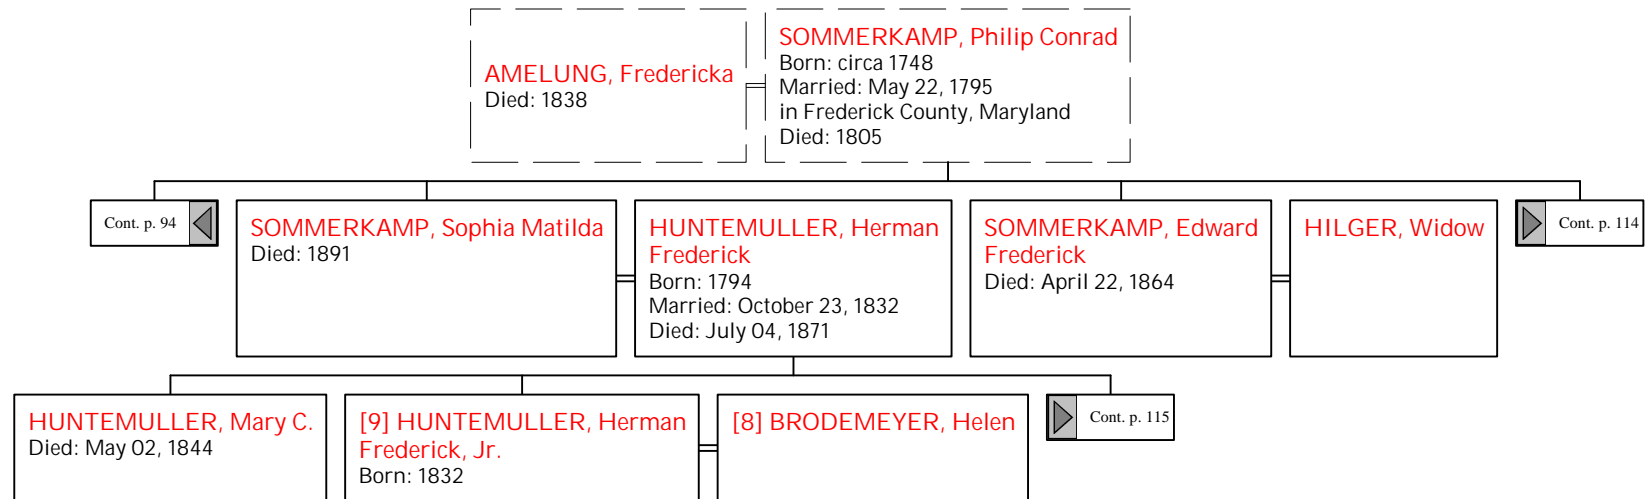 AMELUNG, Fredericka
Died: 1838
SOMMERKAMP, Philip Conrad
Born: circa 1748
Married: May 22, 1795
in Frederick County, Maryland
Died: 1805
Cont. p. 94
SOMMERKAMP, Sophia Matilda
Died: 1891
HUNTEMULLER, Herman
Frederick
Born: 1794
Married: October 23, 1832
Died: July 04, 1871
SOMMERKAMP, Edward
Frederick
Died: April 22, 1864
HILGER, Widow
Cont. p. 114
HUNTEMULLER, Mary C.
Died: May 02, 1844
[9] HUNTEMULLER, Herman
Frederick, Jr.
Born: 1832
[8] BRODEMEYER, Helen
Cont. p. 115